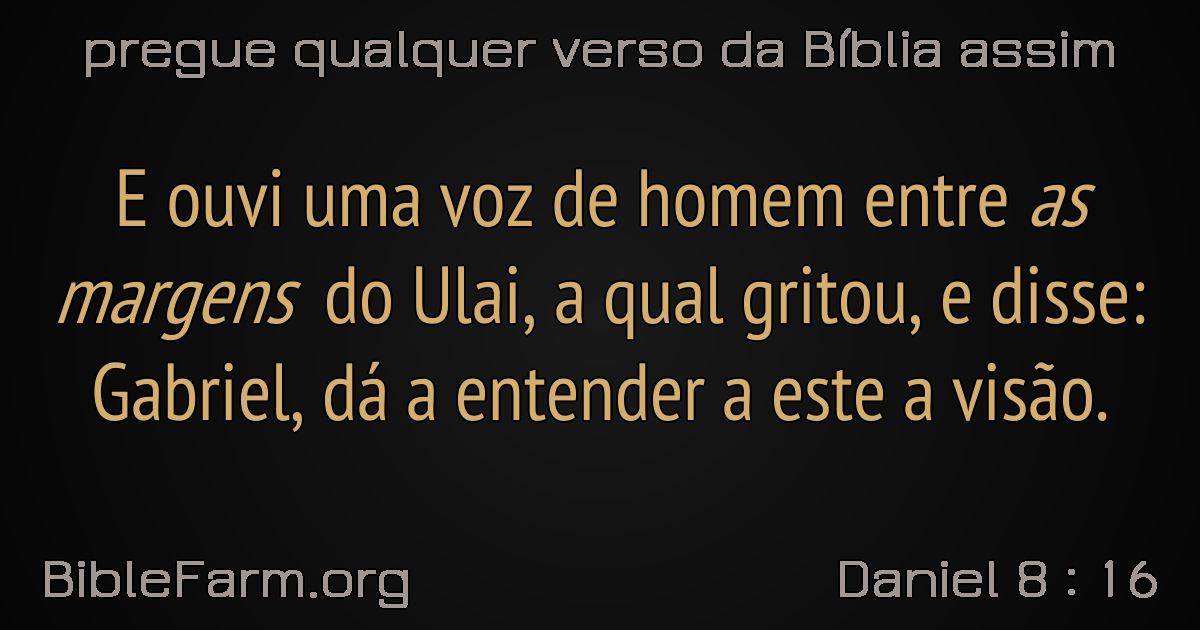 pregue qualquer verso da Bíblia assim
E ouvi uma voz de homem entre as
margens do Ulai, a qual gritou, e disse:
Gabriel, dá a entender a este a visão.
BibleFarm.org
Daniel 8 : 16